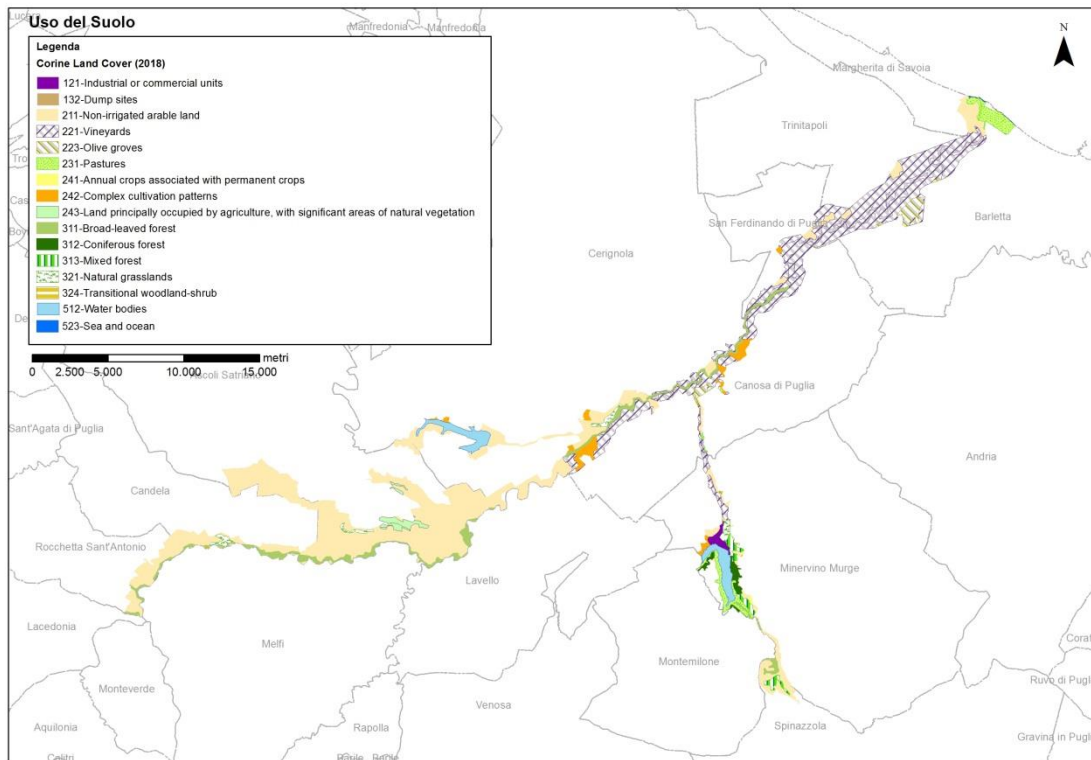 Uso del Suolo
Legenda
Corine Land Cover (2018)
121-Industrial or commercial units
132-Dump sites
211-Non-irrigated arable land
221-Vineyards
223-Olive groves
231-Pastures
241-Annual crops associated with permanent crops
242-Complex cultivation patterns
243-Land principally occupied by agriculture, with significant areas of natural vegetation
311-Broad-leaved forest
312-Coniferous forest
313-Mixed forest
321-Natural grasslands
324-Transitional woodland-shrub
512-Water bodies
523-Sea and ocean
metri
0 2.500 5.000 10.000 15.000
Manfredonia
Manfredonia
N
Margherita di Savoia
Trinitapoli
San Ferdinando di
Barletta
Cerignola
Canosa di Puglia
Sant'Agata di Puglia
Andria
Candela
Rocchetta Sant'Antonio
Minervino Murge
Lavello
Lacedonia
Melfi
Montemilone
Monteverde
Venosa
Aquilonia
Rapolla
Spinazzola
Ruvo di Pugl
Gravina in Puglia